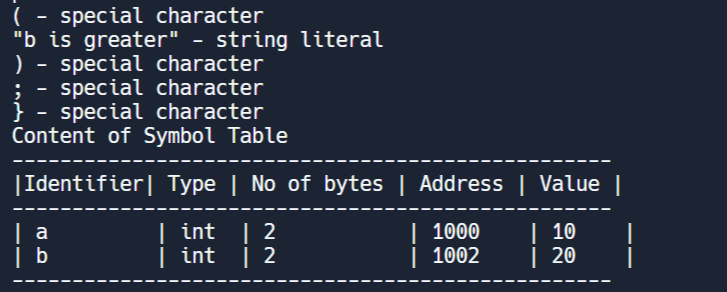 ( - special character
"b is greater" - string literal
) - special character
; - special character
} - special character
Content of Symbol Table
--------------------------------------------------
|Identifier| Type | No of bytes | Address | Value |
--------------------------------------------------
| a         | int  | 2           | 1000    | 10    |
| b         | int  | 2           | 1002    | 20    |
--------------------------------------------------